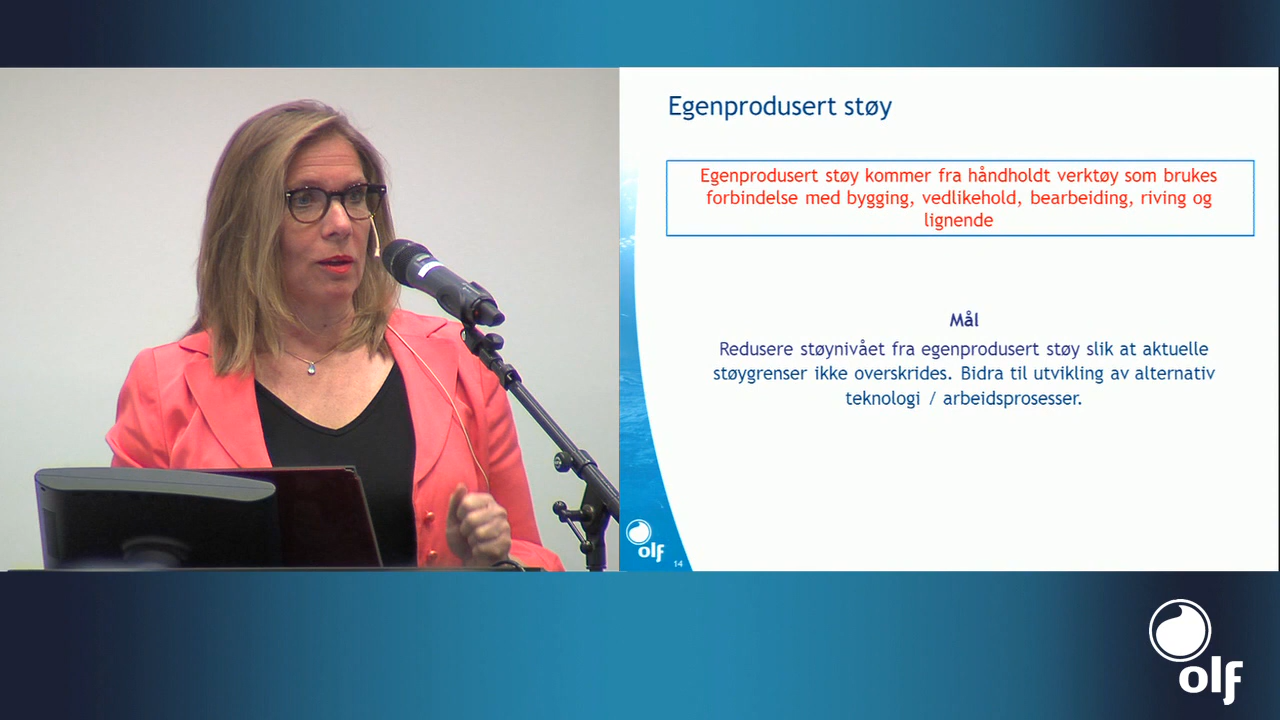 Egenprodusert støy
Egenprodusert støy kommer fra håndholdt verktøy som brukes
forbindelse med bygging, vedlikehold, bearbeiding, riving og
lignende
Mål
Redusere støynivået fra egenprodusert støy slik at aktuelle
støygrenser ikke overskrides. Bidra til utvikling av alternativ
teknologi / arbeidsprosesser.
olf
14
olf